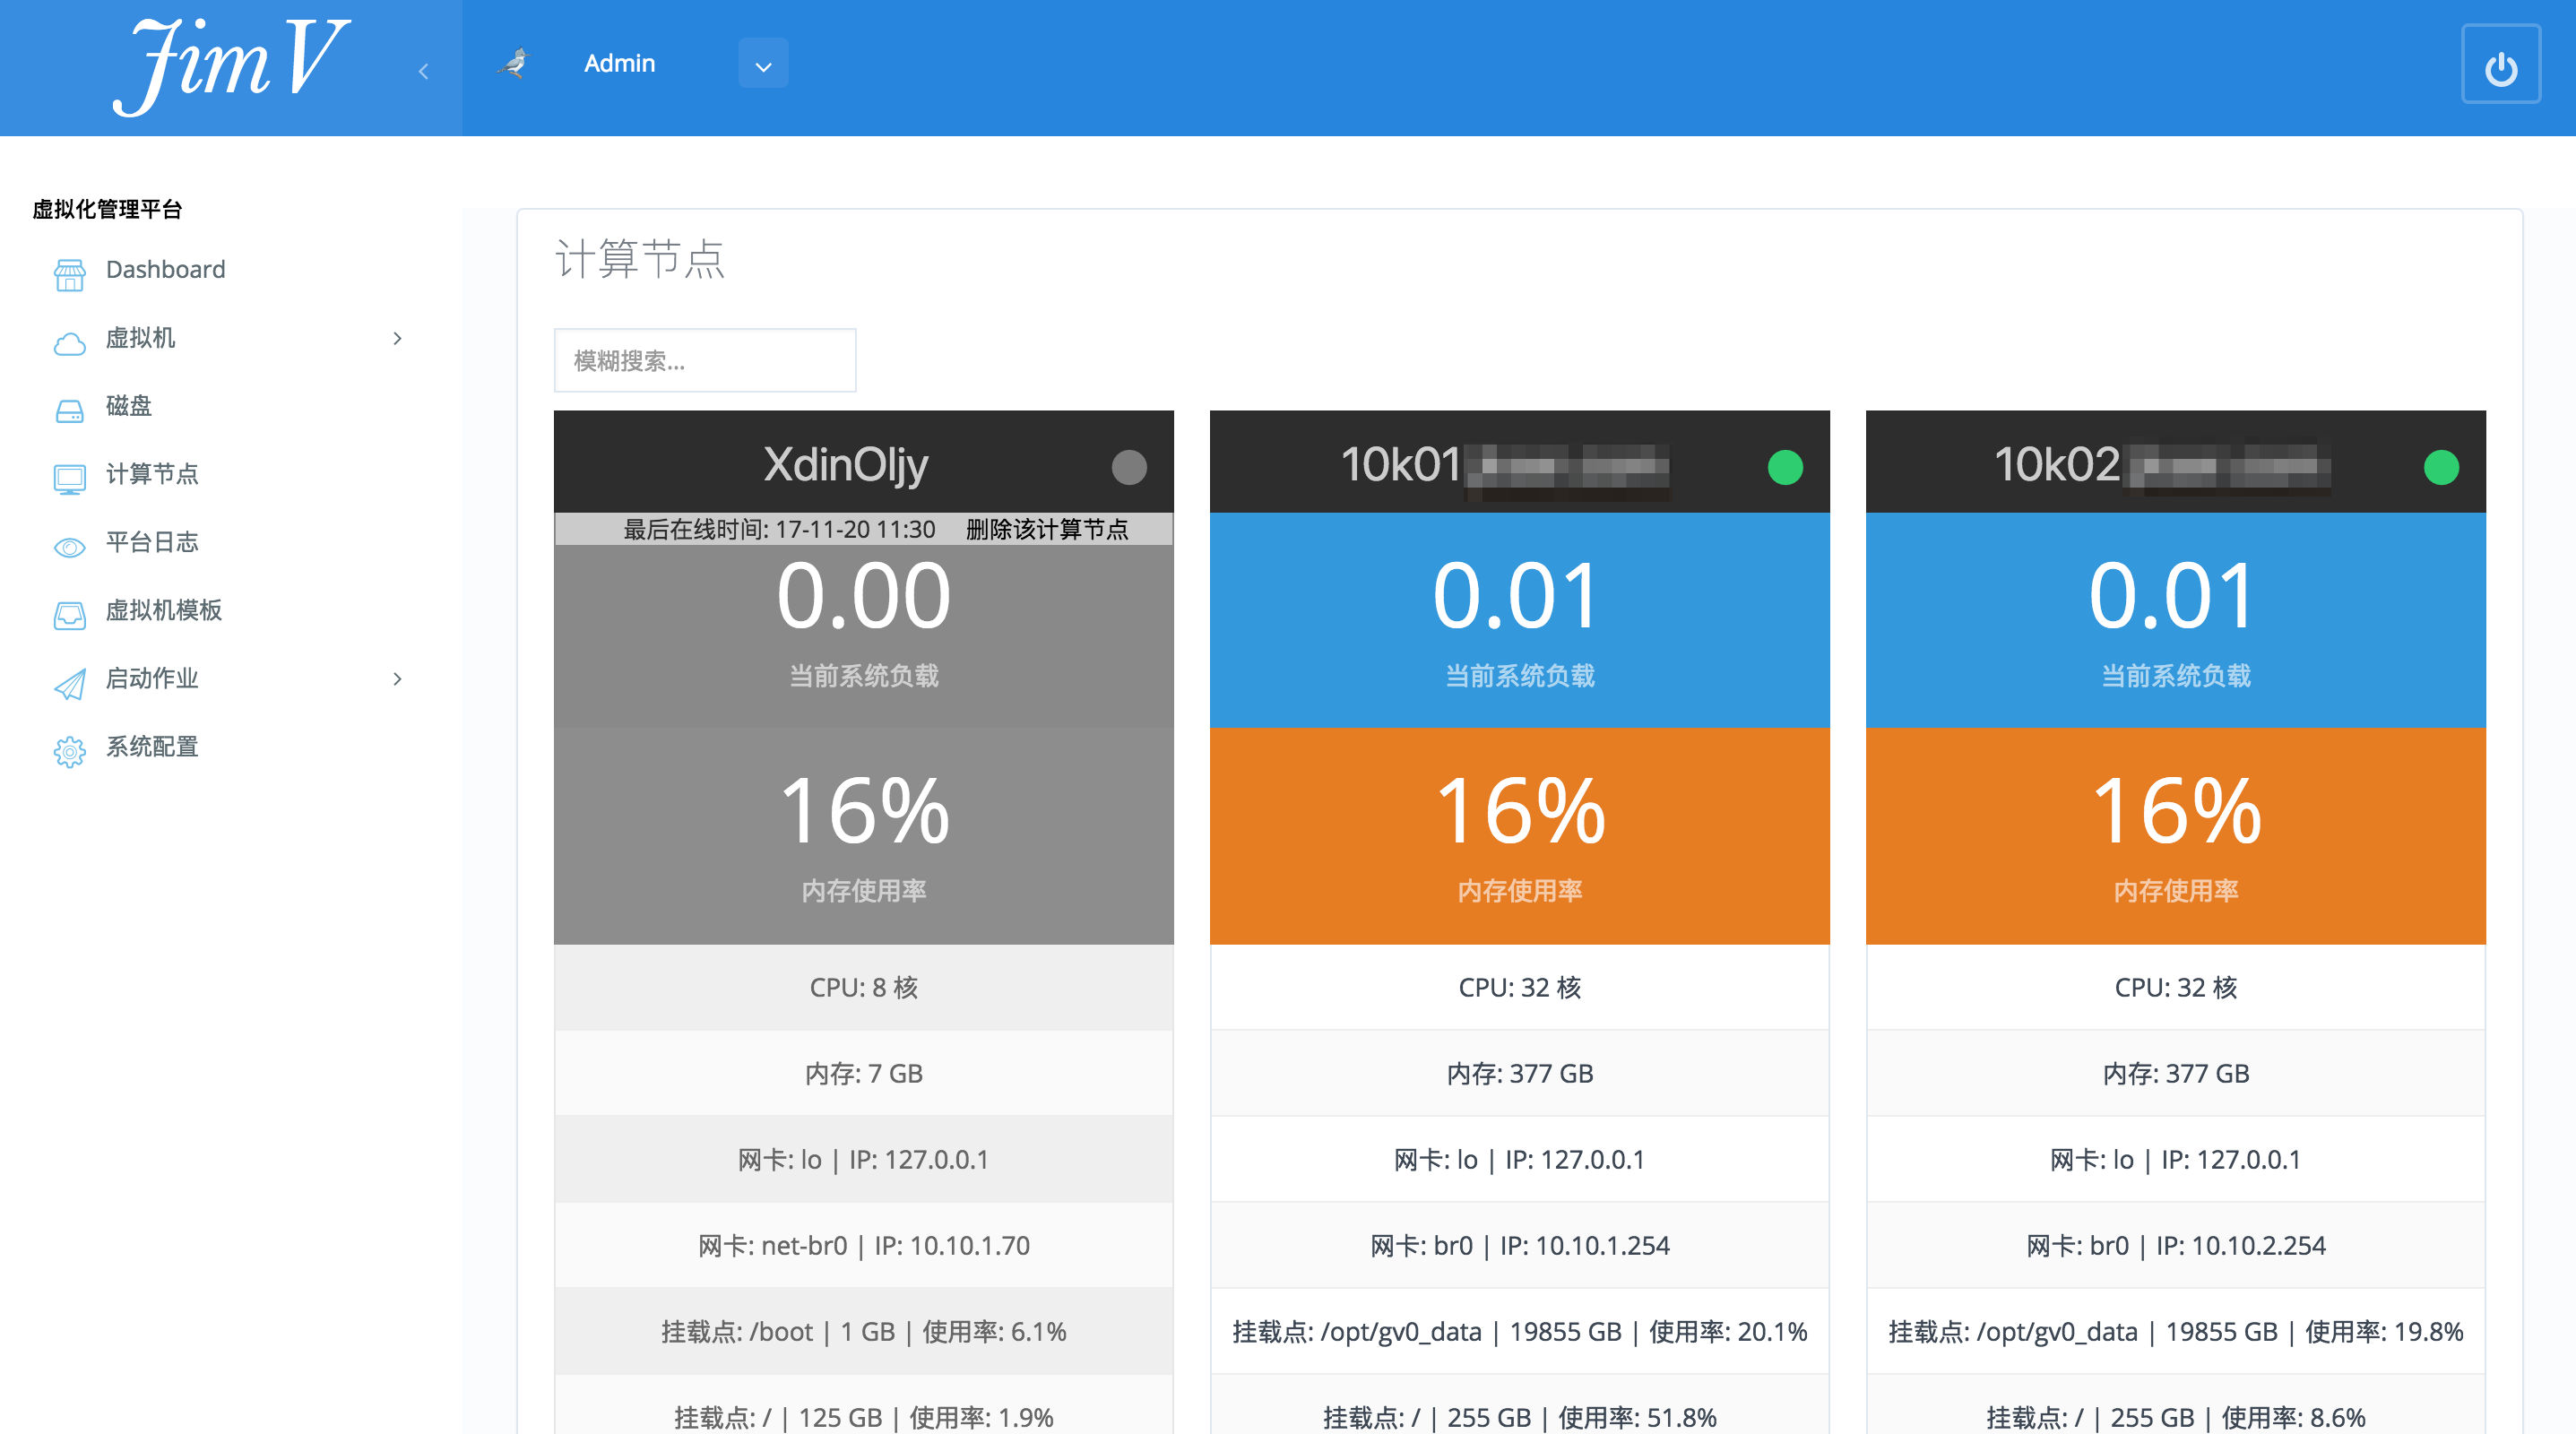 JimV
Admin
虚拟化管理平台
Dashboard
虚拟机
磁盘
计算节点
平台日志
虚拟机模板
启动作业
系统配置
计算节点
模糊搜索...
XdinOljy
最后在线时间: 17-11-20 11:30 删除该计算节点
0.00
当前系统负载
16%
内存使用率
CPU: 8 核
内存: 7 GB
网卡: lo | IP: 127.0.0.1
网卡: net-br0 | IP: 10.10.1.70
挂载点: /boot | 1 GB | 使用率: 6.1%
挂载点: / | 125 GB | 使用率: 1.9%
10k01
0.01
当前系统负载
16%
内存使用率
CPU: 32 核
内存: 377 GB
网卡: lo | IP: 127.0.0.1
网卡: br0 | IP: 10.10.1.254
挂载点: /opt/gv0_data | 19855 GB | 使用率: 20.1%
挂载点: / | 255 GB | 使用率: 51.8%
10k02
0.01
当前系统负载
16%
内存使用率
CPU: 32 核
内存: 377 GB
网卡: lo | IP: 127.0.0.1
网卡: br0 | IP: 10.10.2.254
挂载点: /opt/gv0_data | 19855 GB | 使用率: 19.8%
挂载点: / | 255 GB | 使用率: 8.6%